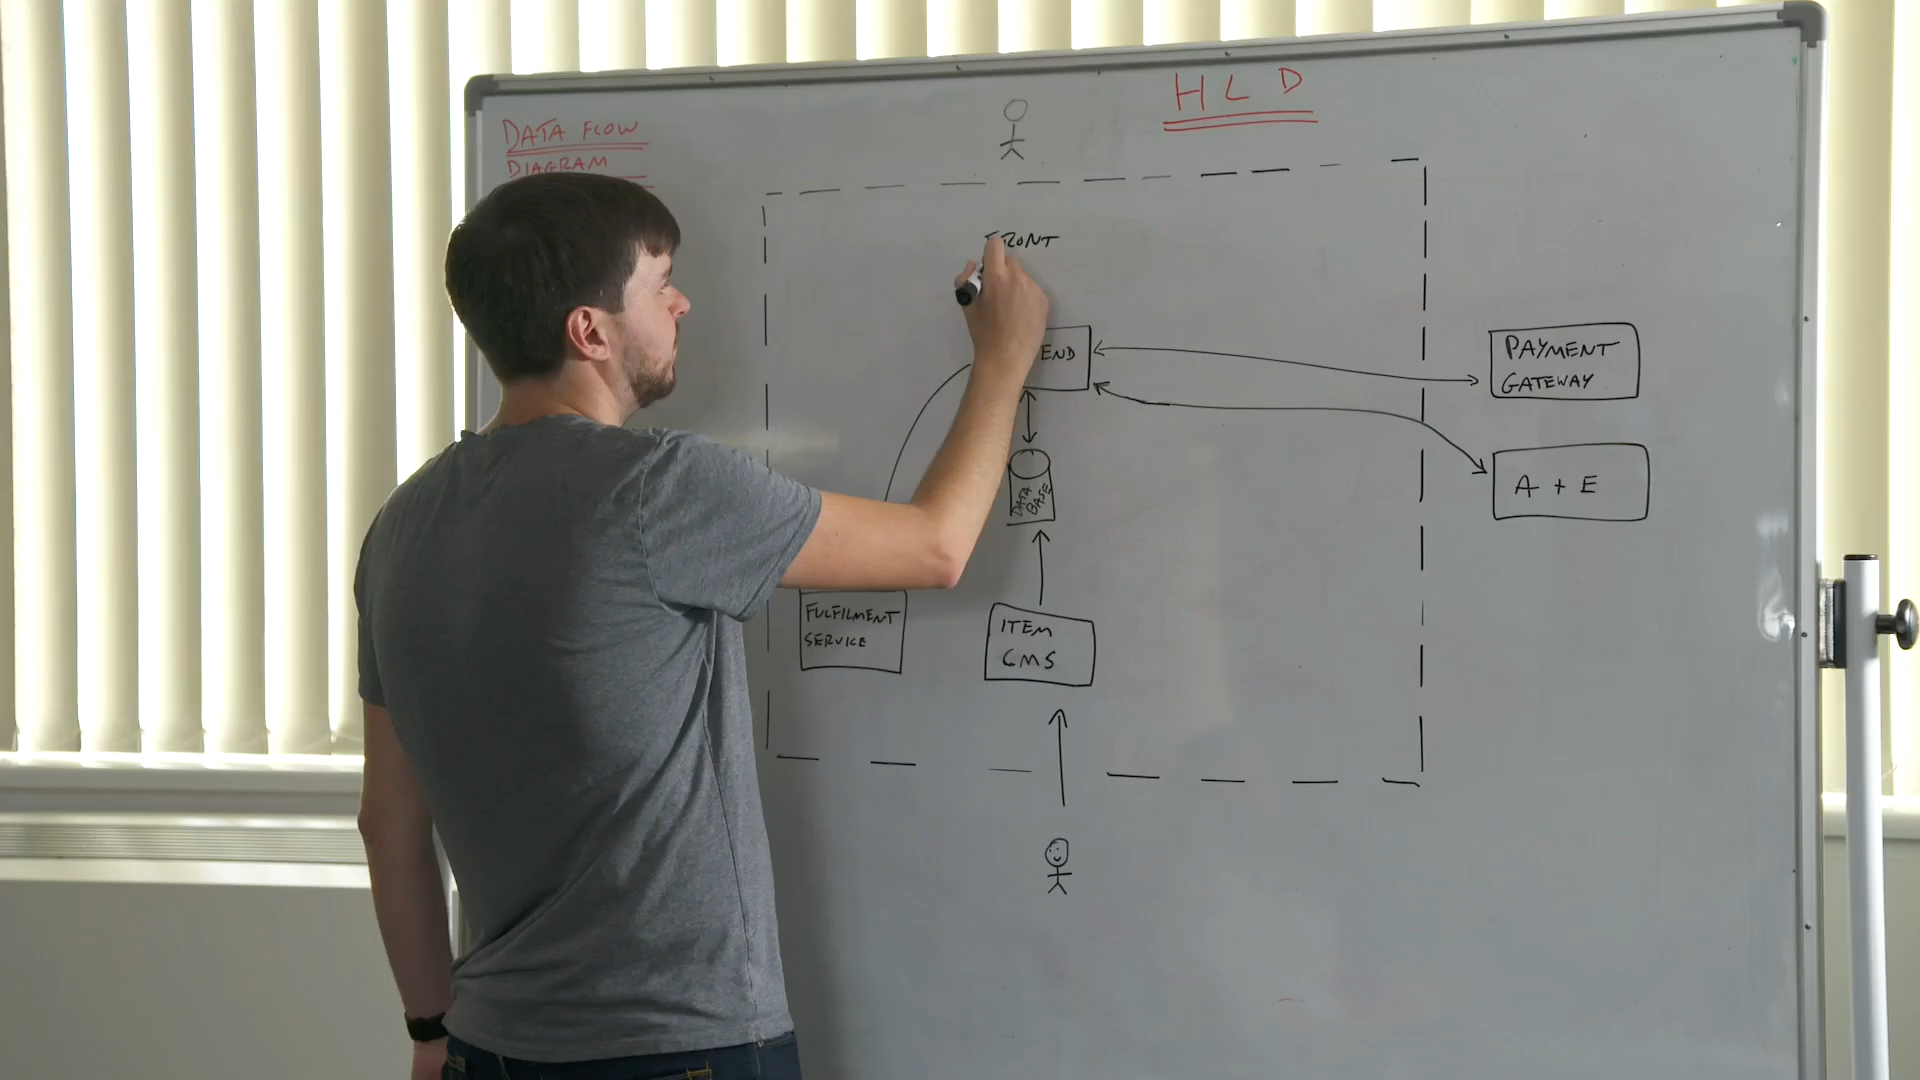 HLD
DATA FLOW
DIAGRAM
FRONT
END
PAYMENT
GATEWAY
DATA
BASE
A + E
FULFILMENT
SERVICE
ITEM
CMS